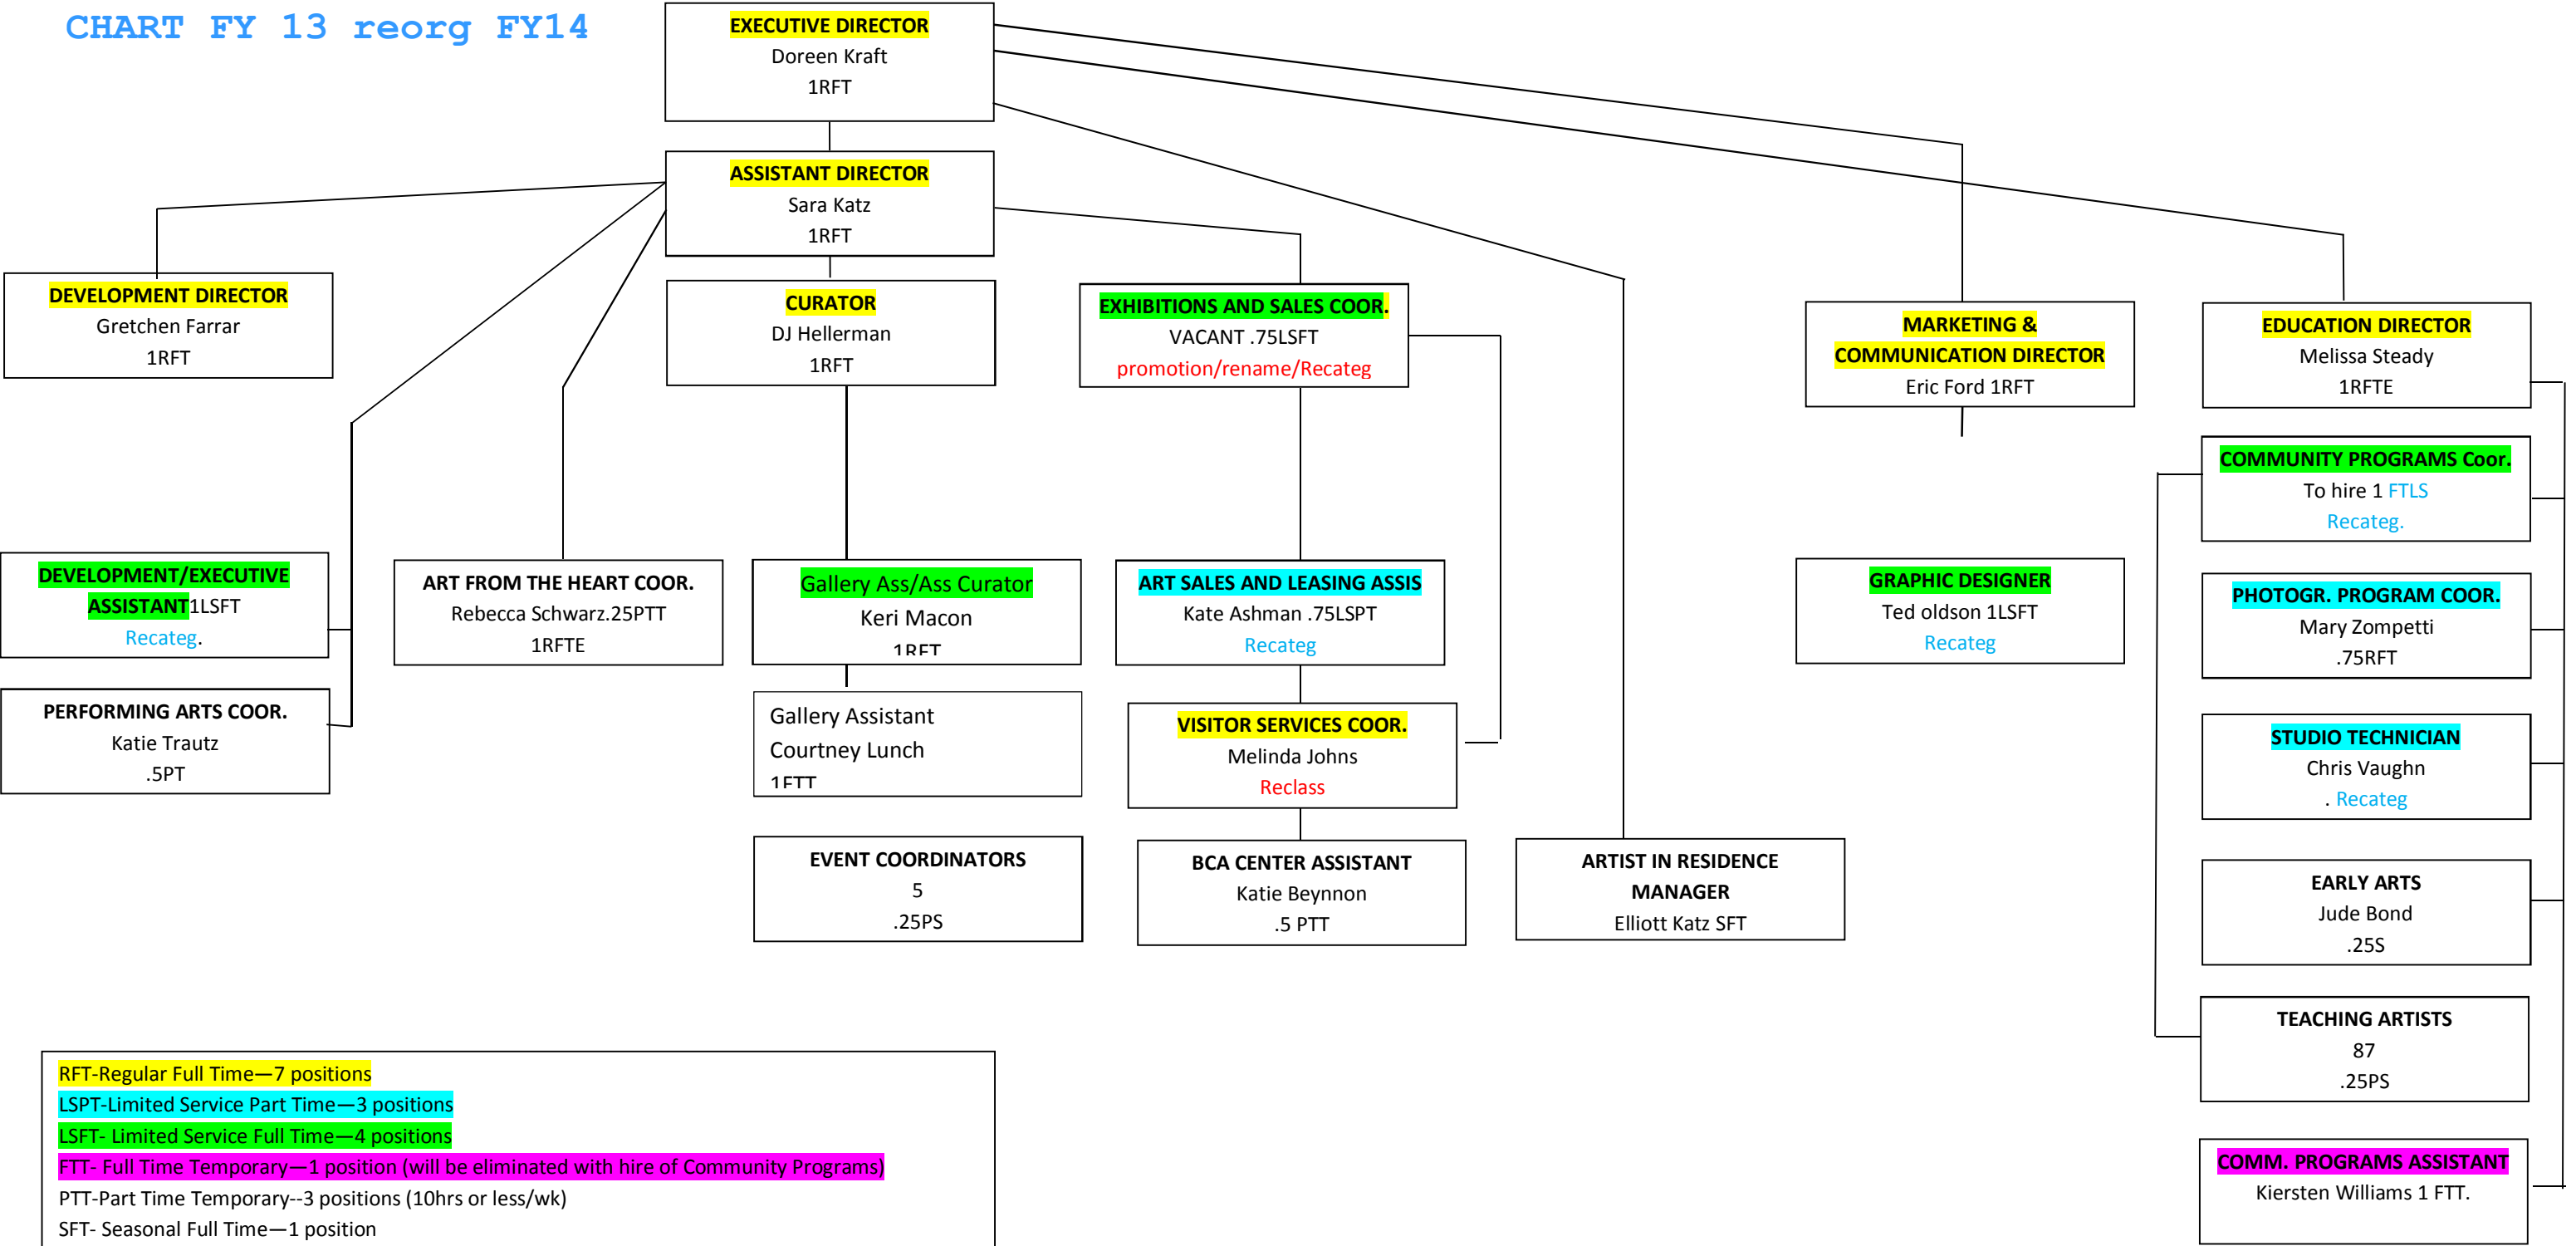 CHART FY 13 reorg FY14
EXECUTIVE DIRECTOR
Doreen Kraft
1RFT
ASSISTANT DIRECTOR
Sara Katz
1RFT
DEVELOPMENT DIRECTOR
Gretchen Farrar
1RFT
CURATOR
DJ Hellerman
1RFT
EXHIBITIONS AND SALES COOR.
VACANT .75LSFT
promotion/rename/Recateg
MARKETING &
COMMUNICATION DIRECTOR
Eric Ford 1RFT
EDUCATION DIRECTOR
Melissa Steady
1RFTE
COMMUNITY PROGRAMS Coor.
To hire 1 FTLS
Recateg.
DEVELOPMENT/EXECUTIVE
ASSISTANT1LSFT
Recateg.
ART FROM THE HEART COOR.
Rebecca Schwarz.25PTT
1RFTE
Gallery Ass/Ass Curator
Keri Macon
1RFT
ART SALES AND LEASING ASSIS
Kate Ashman .75LSPT
Recateg
GRAPHIC DESIGNER
Ted oldson 1LSFT
Recateg
PHOTOGR. PROGRAM COOR.
Mary Zompetti
.75RFT
PERFORMING ARTS COOR.
Katie Trautz
.5PT
Gallery Assistant
Courtney Lunch
1FTT
VISITOR SERVICES COOR.
Melinda Johns
Reclass
STUDIO TECHNICIAN
Chris Vaughn
. Recateg
EVENT COORDINATORS
5
.25PS
BCA CENTER ASSISTANT
Katie Beynnon
.5 PTT
ARTIST IN RESIDENCE
MANAGER
Elliott Katz SFT
EARLY ARTS
Jude Bond
.25S
TEACHING ARTISTS
87
.25PS
COMM. PROGRAMS ASSISTANT
Kiersten Williams 1 FTT.
RFT-Regular Full Time—7 positions
LSPT-Limited Service Part Time—3 positions
LSFT- Limited Service Full Time—4 positions
FTT- Full Time Temporary—1 position (will be eliminated with hire of Community Programs)
PTT-Part Time Temporary--3 positions (10hrs or less/wk)
SFT- Seasonal Full Time—1 position